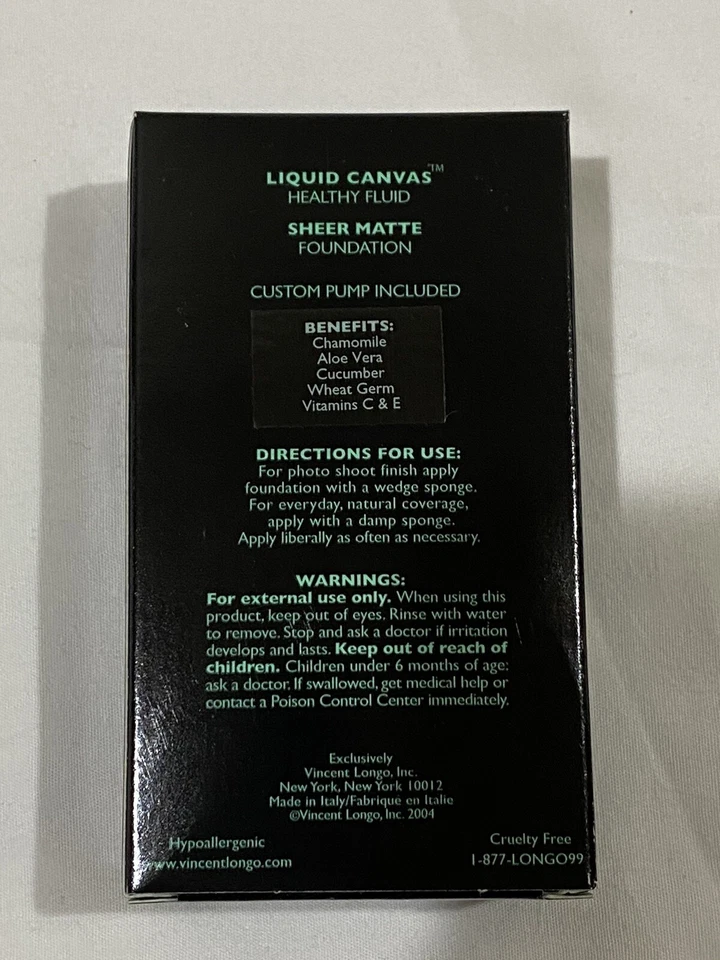 LIQUID CANVAS™
HEALTHY FLUID
SHEER MATTE
FOUNDATION
CUSTOM PUMP INCLUDED
BENEFITS:
Chamomile
Aloe Vera
Cucumber
Wheat Germ
Vitamins C & E
DIRECTIONS FOR USE:
For photo shoot finish apply
foundation with a wedge sponge.
For everyday, natural coverage,
apply with a damp sponge.
Apply liberally as often as necessary.
WARNINGS:
For external use only. When using this
product, keep out of eyes. Rinse with water
to remove. Stop and ask a doctor if irritation
develops and lasts. Keep out of reach of
children. Children under 6 months of age:
ask a doctor. If swallowed, get medical help or
contact a Poison Control Center immediately.
Exclusively
Vincent Longo, Inc.
New York, New York 10012
Made in Italy/Fabriqué en Italie
©Vincent Longo, Inc. 2004
Hypoallergenic
www.vincentlongo.com
Cruelty Free
1-877-LONGO99